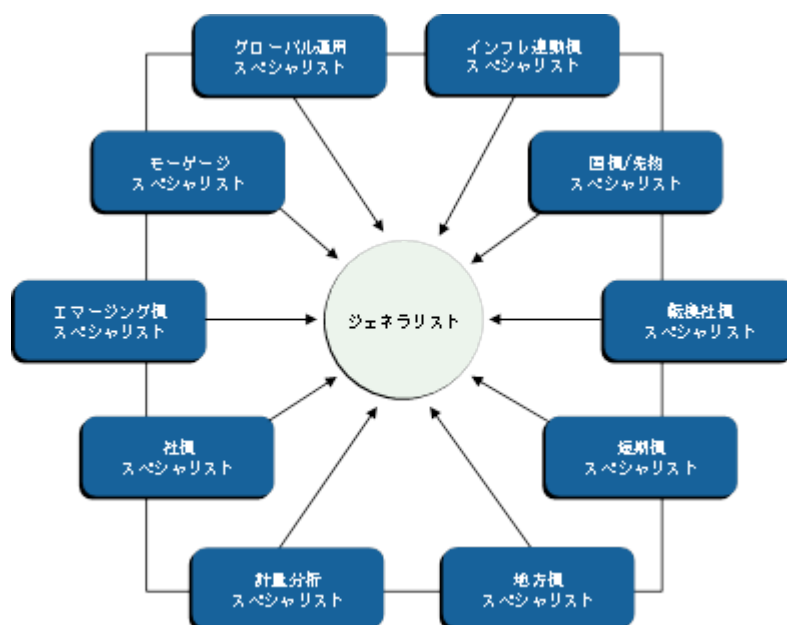 グローバル運用
スペシャリスト
インフレ連動債
スペシャリスト
モーゲージ
スペシャリスト
国債/先物
スペシャリスト
エマージング債
スペシャリスト
ジェネラリスト
転換社債
スペシャリスト
社債
スペシャリスト
短期債
スペシャリスト
計量分析
スペシャリスト
地方債
スペシャリスト